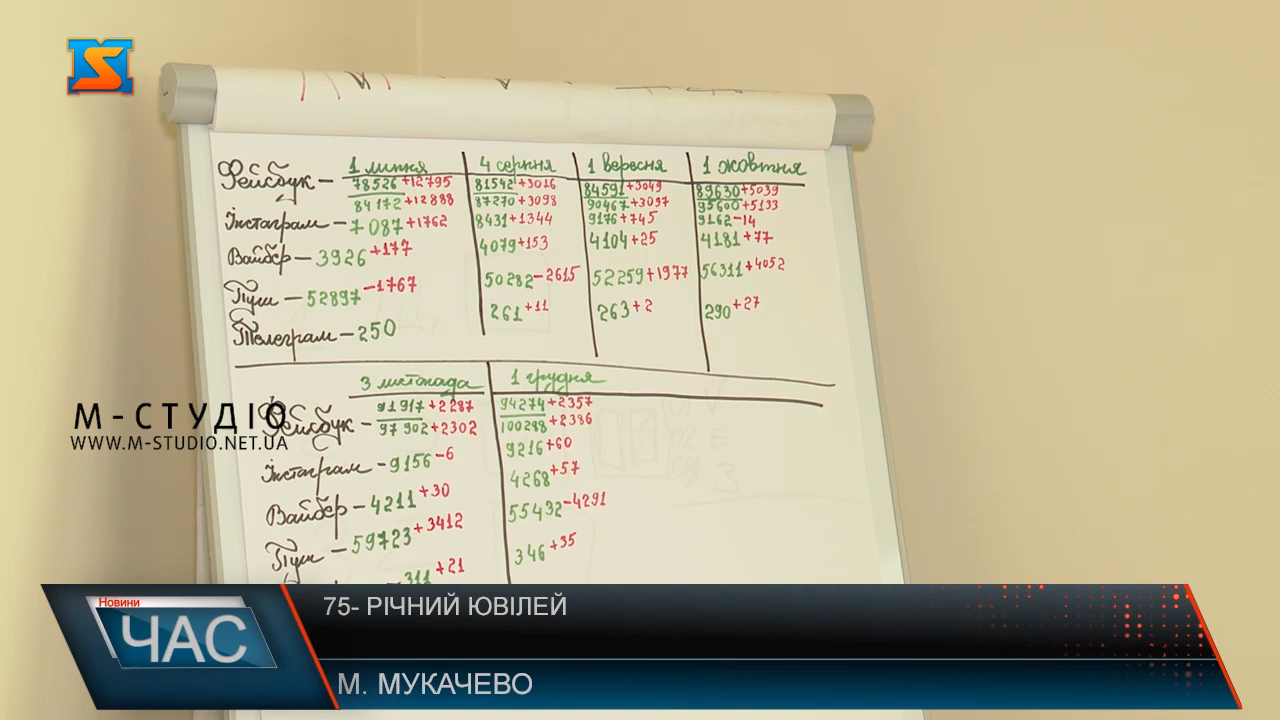 1 липня 4 серпня 1 вересня 1 жовтня
Фейсбук – 78526 +12795 81542 +3016 84591 +3049 89630 +5039
84172 +12888 87270 +3098 90467 +3097 95600 +5133
Інстаграм – 7 087 +1762 8431 +1344 9176 +745 9162 -14
Вайбер – 3926 +177 4079 +153 4104 +25 4181 +77
Пуш – 52897 -1767 50282 -2615 52259 +1977 56311 +4052
Телеграм – 250 261 +11 263 +2 290 +27
3 листопада 1 грудня
Фейсбук – 91917 +2287 94274 +2357
97902 +2302 100288 +2386
Інстаграм – 9156 -6 9216 +60
Вайбер – 4211 +30 4268 +57
Пуш – 59723 +3412 55432 -4291
311 +21 346 +35
М-СТУДІО
WWW.M-STUDIO.NET.UA
Новини
ЧАС
75- РІЧНИЙ ЮВІЛЕЙ
М. МУКАЧЕВО